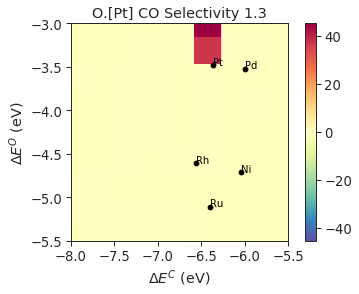 O.[Pt] CO Selectivity 1.3
−3.0
−3.5
−4.0
−4.5
−5.0
−5.5
ΔE^O (eV)
Pt
Pd
Rh
Ni
Ru
40
20
0
−20
−40
−8.0 −7.5 −7.0 −6.5 −6.0 −5.5
ΔE^C (eV)